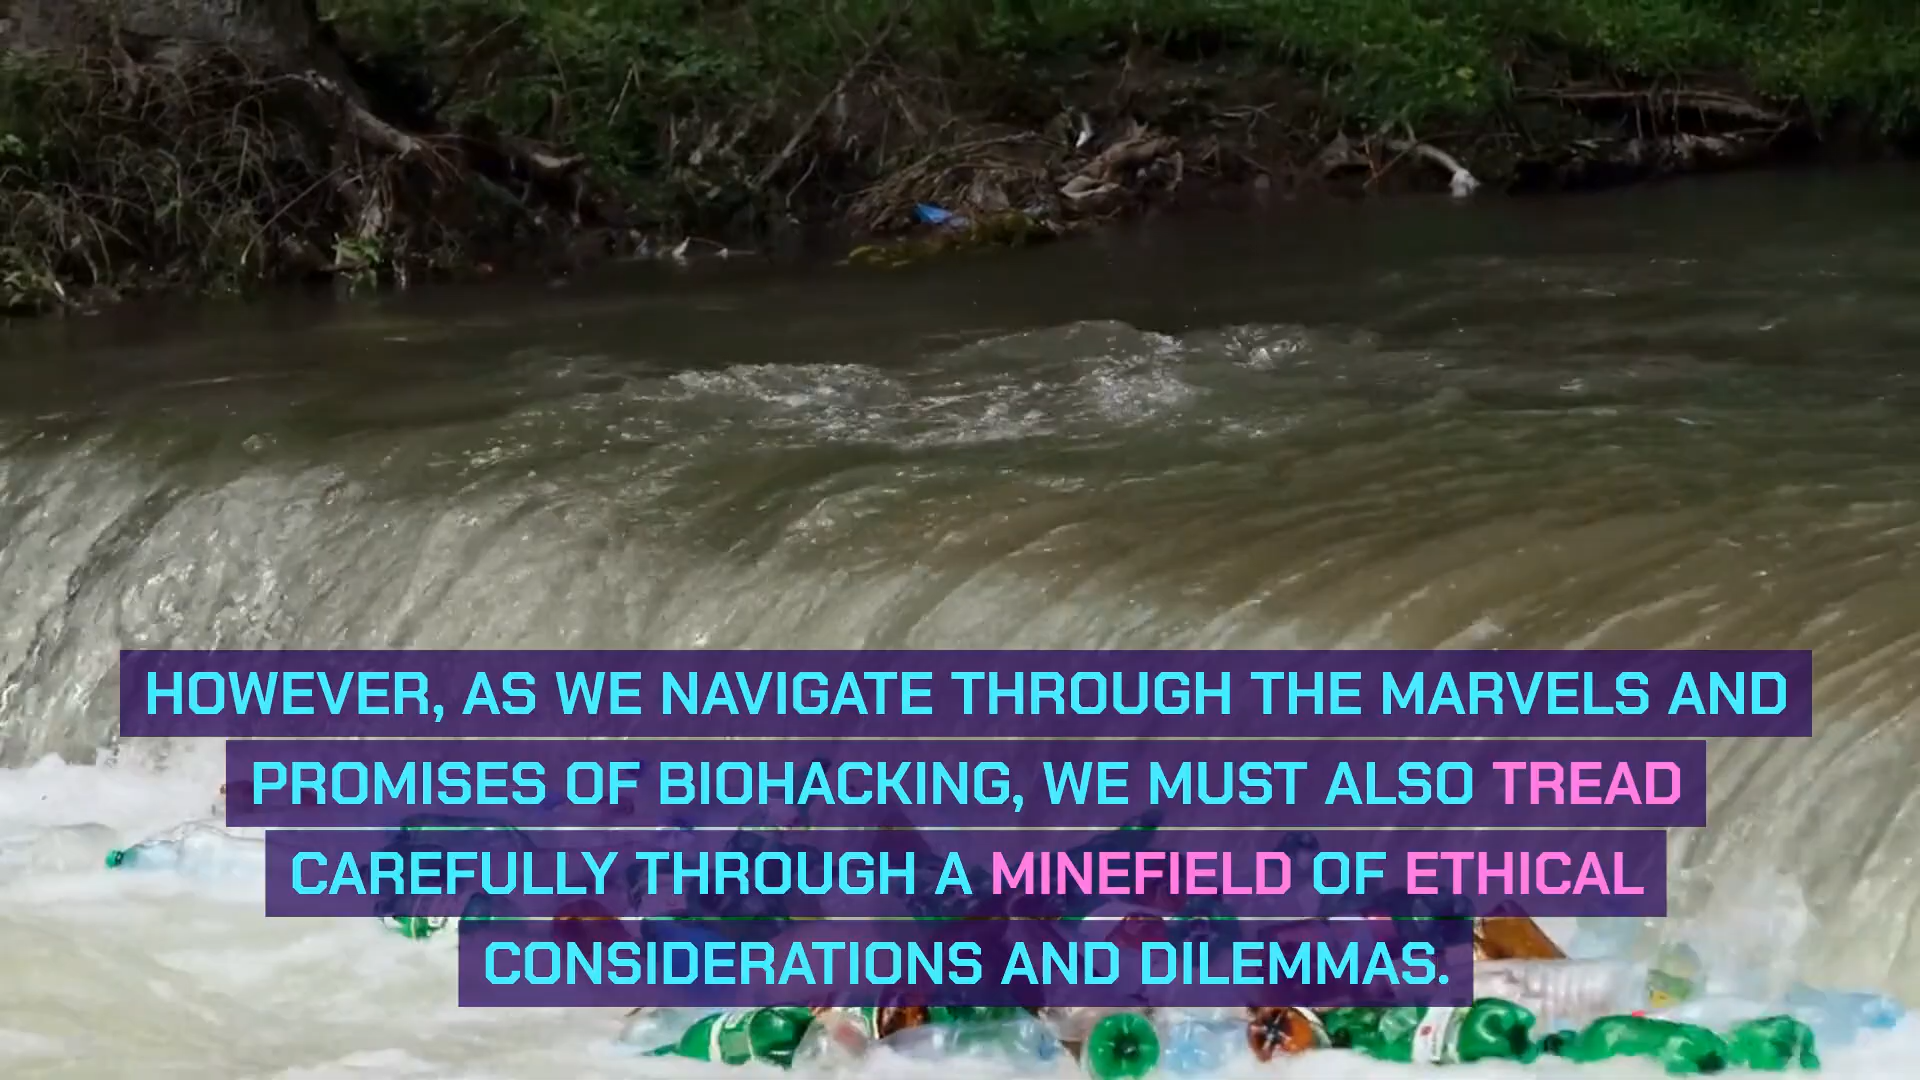 HOWEVER, AS WE NAVIGATE THROUGH THE MARVELS AND
PROMISES OF BIOHACKING, WE MUST ALSO TREAD
CAREFULLY THROUGH A MINEFIELD OF ETHICAL
CONSIDERATIONS AND DILEMMAS.